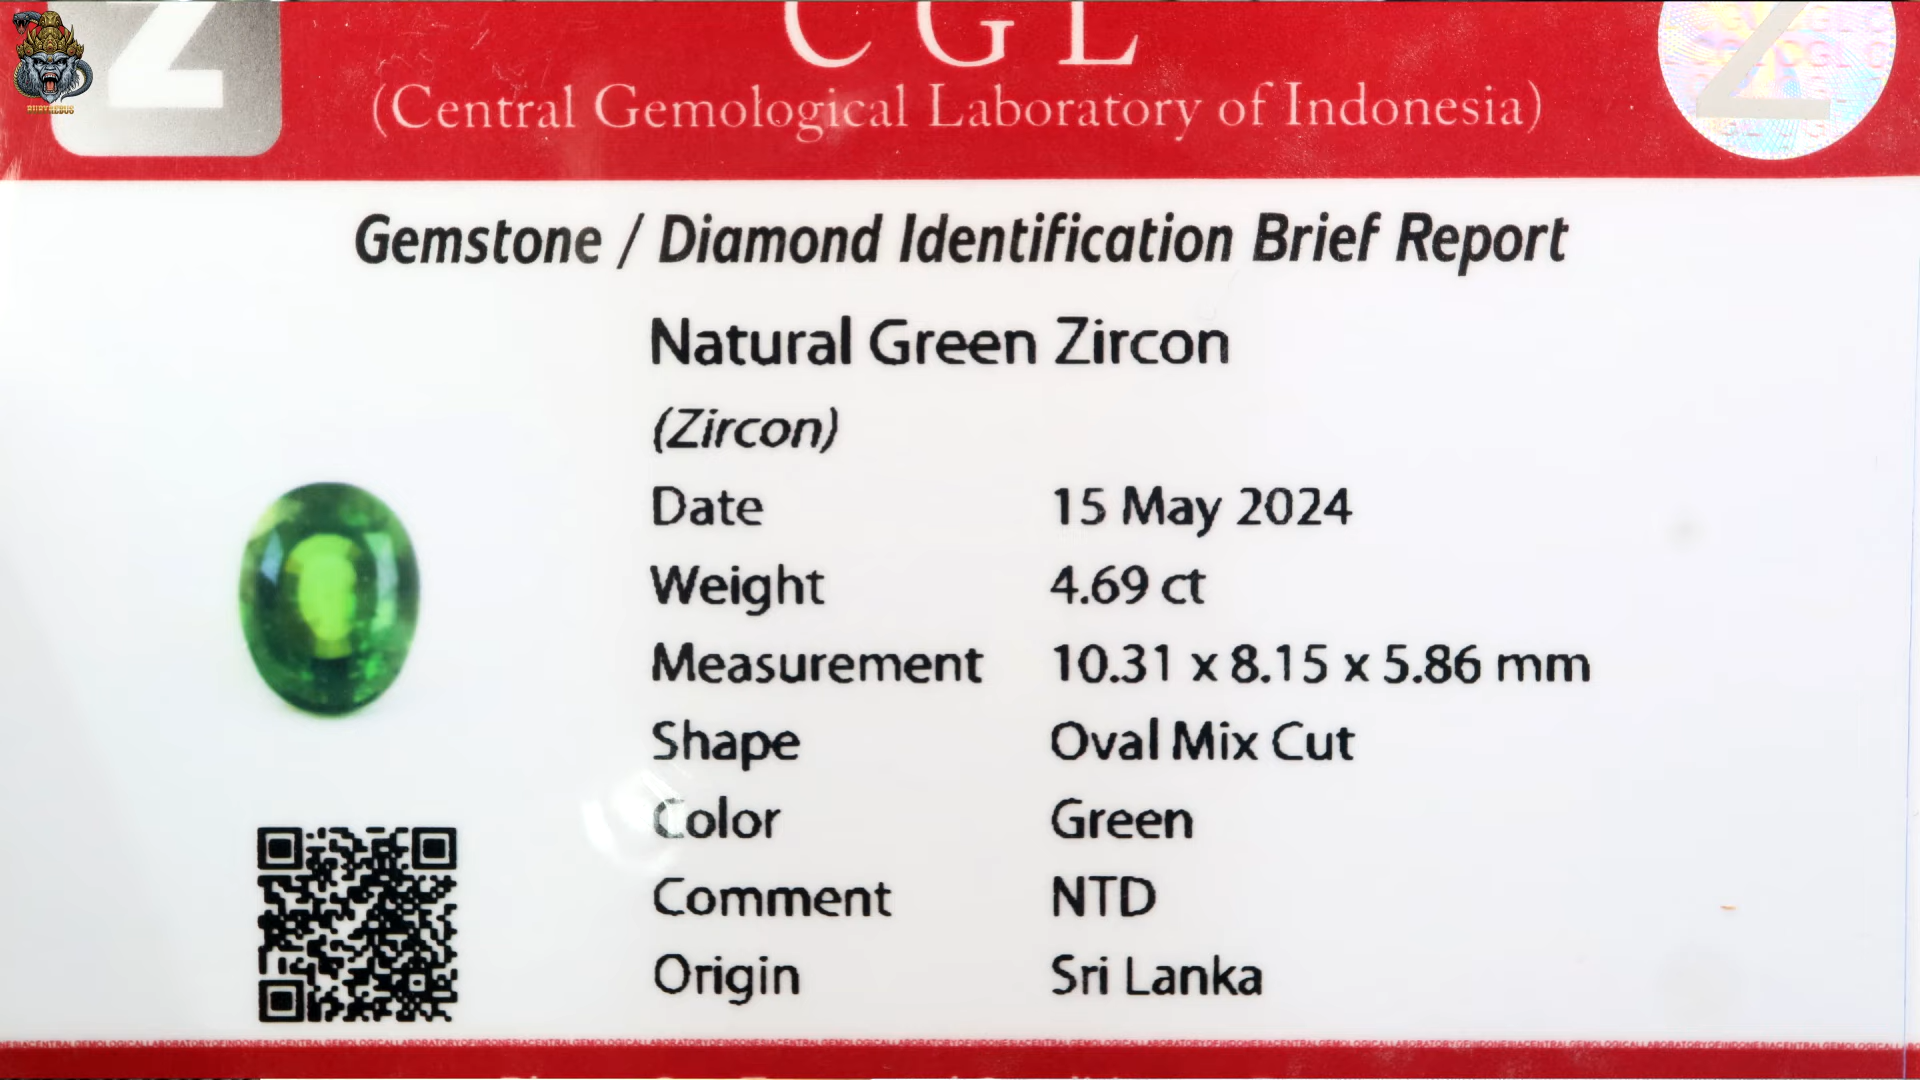 Z
Z
CGL
(Central Gemological Laboratory of Indonesia)
Gemstone / Diamond Identification Brief Report
Natural Green Zircon
(Zircon)
Date 15 May 2024
Weight 4.69 ct
Measurement 10.31 x 8.15 x 5.86 mm
Shape Oval Mix Cut
Color Green
Comment NTD
Origin Sri Lanka